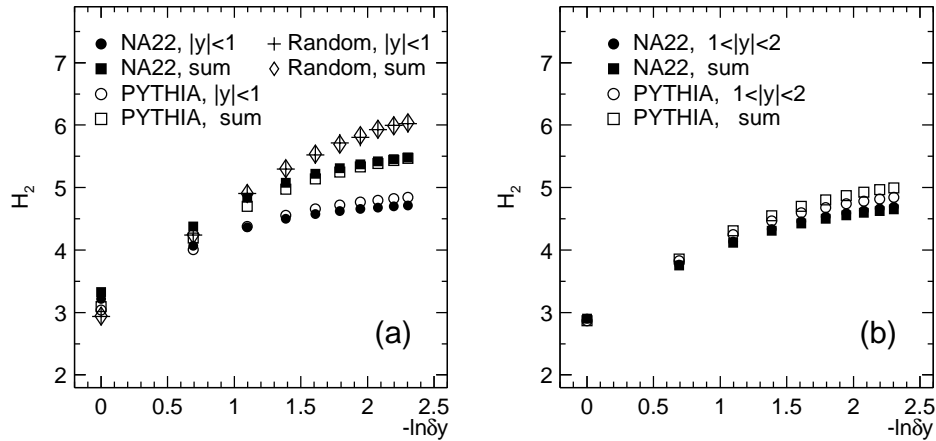 NA22, |y|<1
Random, |y|<1
NA22, sum
Random, sum
PYTHIA, |y|<1
PYTHIA, sum
H2
7
6
5
4
3
2
(a)
0 0.5 1 1.5 2 2.5
-lnδy
NA22, 1<|y|<2
NA22, sum
PYTHIA, 1<|y|<2
PYTHIA, sum
H2
7
6
5
4
3
2
(b)
0 0.5 1 1.5 2 2.5
-lnδy